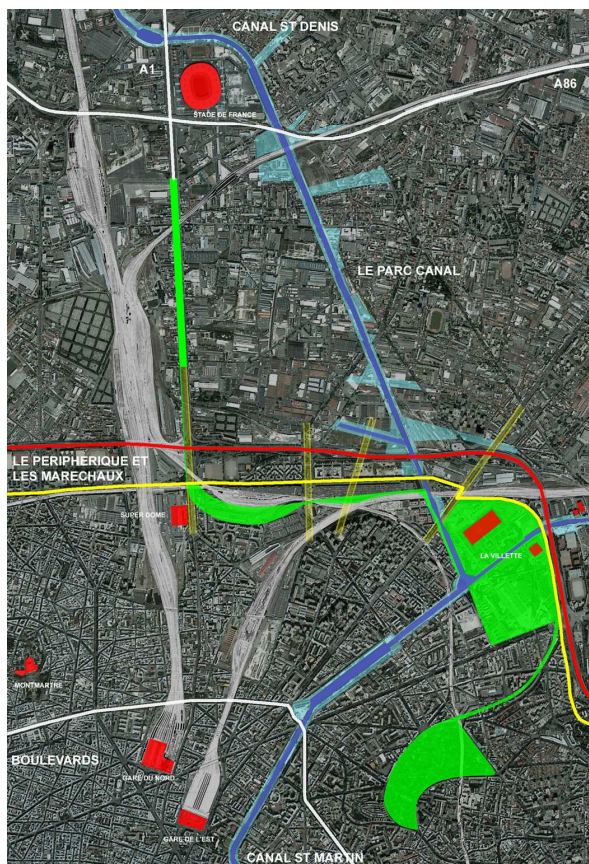 CANAL ST DENIS
A1
A86
STADE DE FRANCE
LE PARC CANAL
LE PERIPHERIQUE ET
LES MARECHAUX
SUPER DOME
LA VILLETTE
MONTMARTRE
BOULEVARDS
GARE DU NORD
GARE DE L'EST
CANAL ST MARTIN